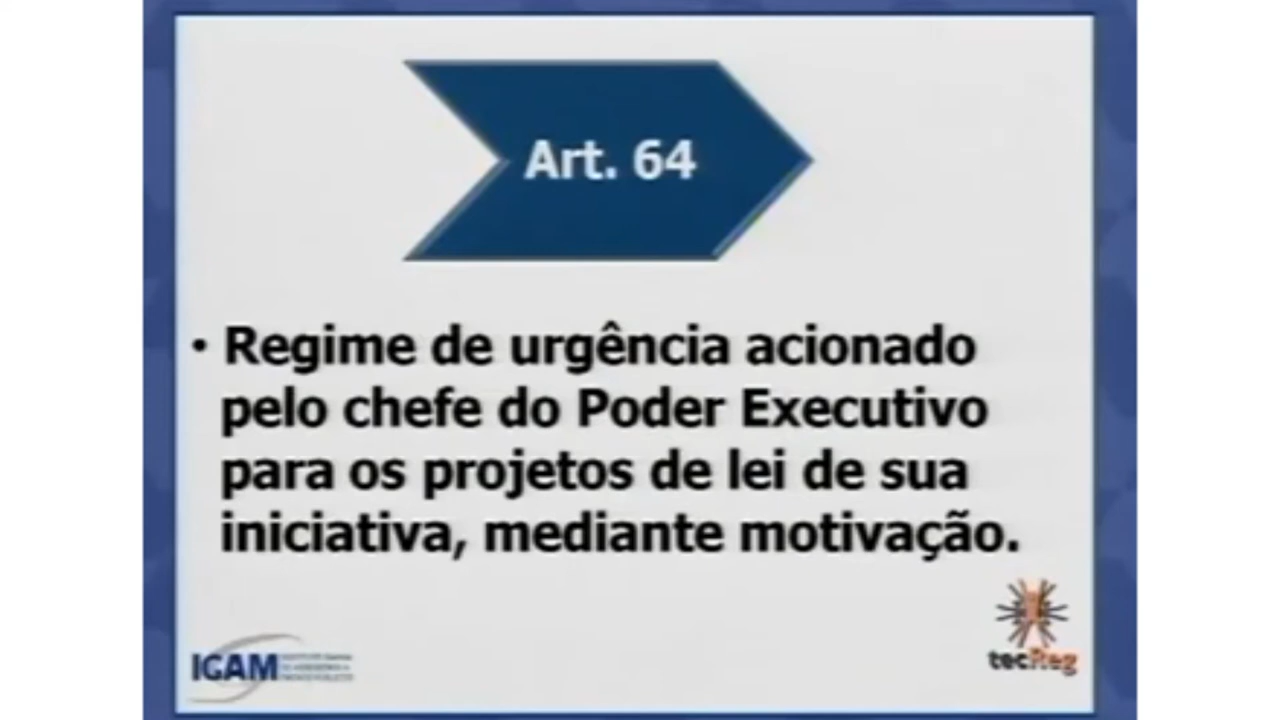 Art. 64
• Regime de urgência acionado
pelo chefe do Poder Executivo
para os projetos de lei de sua
iniciativa, mediante motivação.
IGAM
tecReg